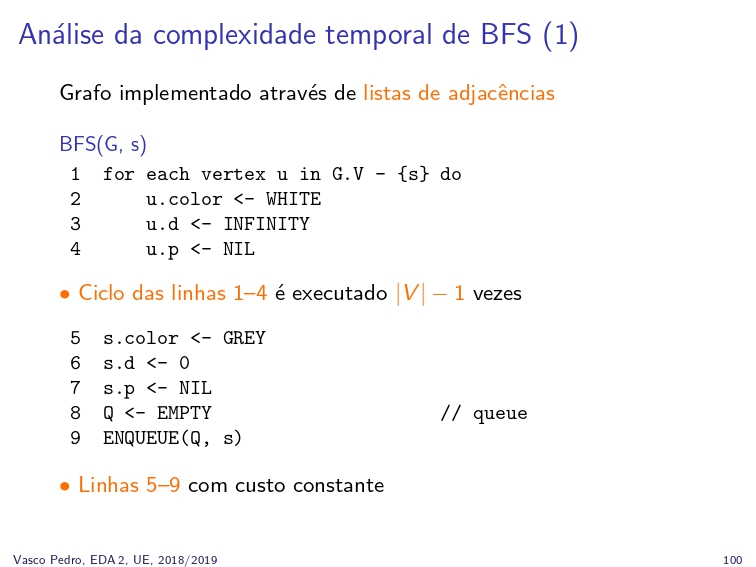 Análise da complexidade temporal de BFS (1)
Grafo implementado através de listas de adjacências
BFS(G, s)
1 for each vertex u in G.V - {s} do
2 u.color <- WHITE
3 u.d <- INFINITY
4 u.p <- NIL
• Ciclo das linhas 1–4 é executado |V| − 1 vezes
5 s.color <- GREY
6 s.d <- 0
7 s.p <- NIL
8 Q <- EMPTY // queue
9 ENQUEUE(Q, s)
• Linhas 5–9 com custo constante
Vasco Pedro, EDA 2, UE, 2018/2019 100